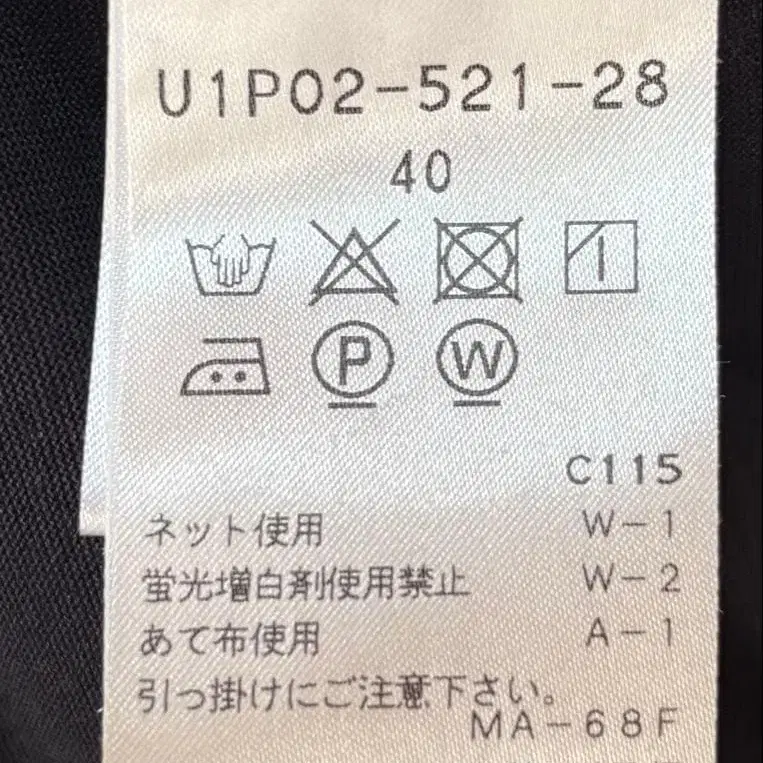 U1P02-521-28
40
P W
C115
ネット使用 W-1
蛍光増白剤使用禁止 W-2
あて布使用 A-1
引っ掛けにご注意下さい。
MA-68F